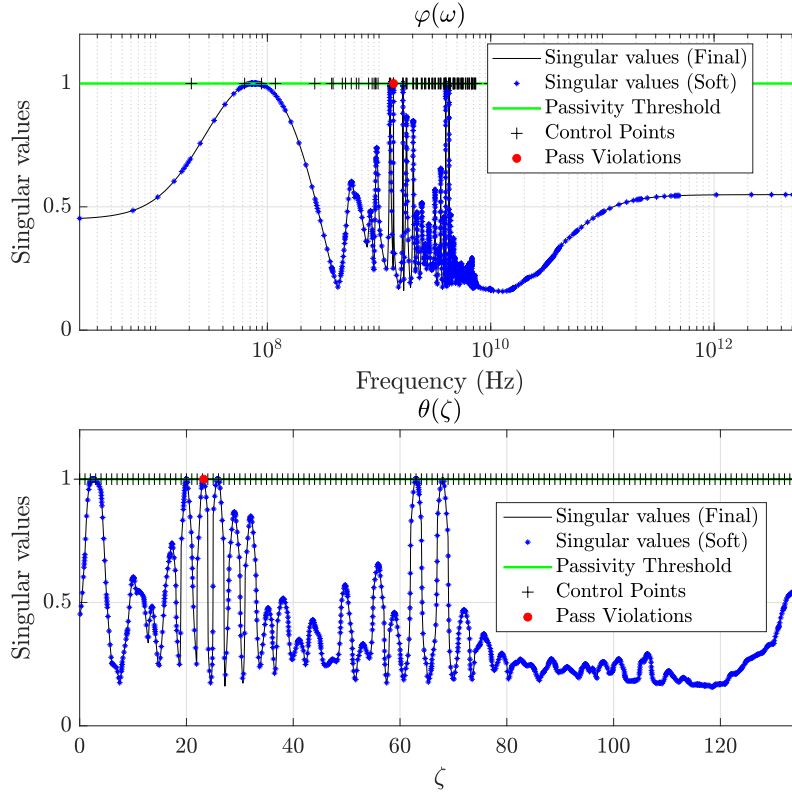 φ(ω)
Singular values
1
0.5
0
Singular values (Final)
Singular values (Soft)
Passivity Threshold
Control Points
Pass Violations
10^8
10^10
10^12
Frequency (Hz)
θ(ζ)
Singular values
1
0.5
0
Singular values (Final)
Singular values (Soft)
Passivity Threshold
Control Points
Pass Violations
0 20 40 60 80 100 120
ζ